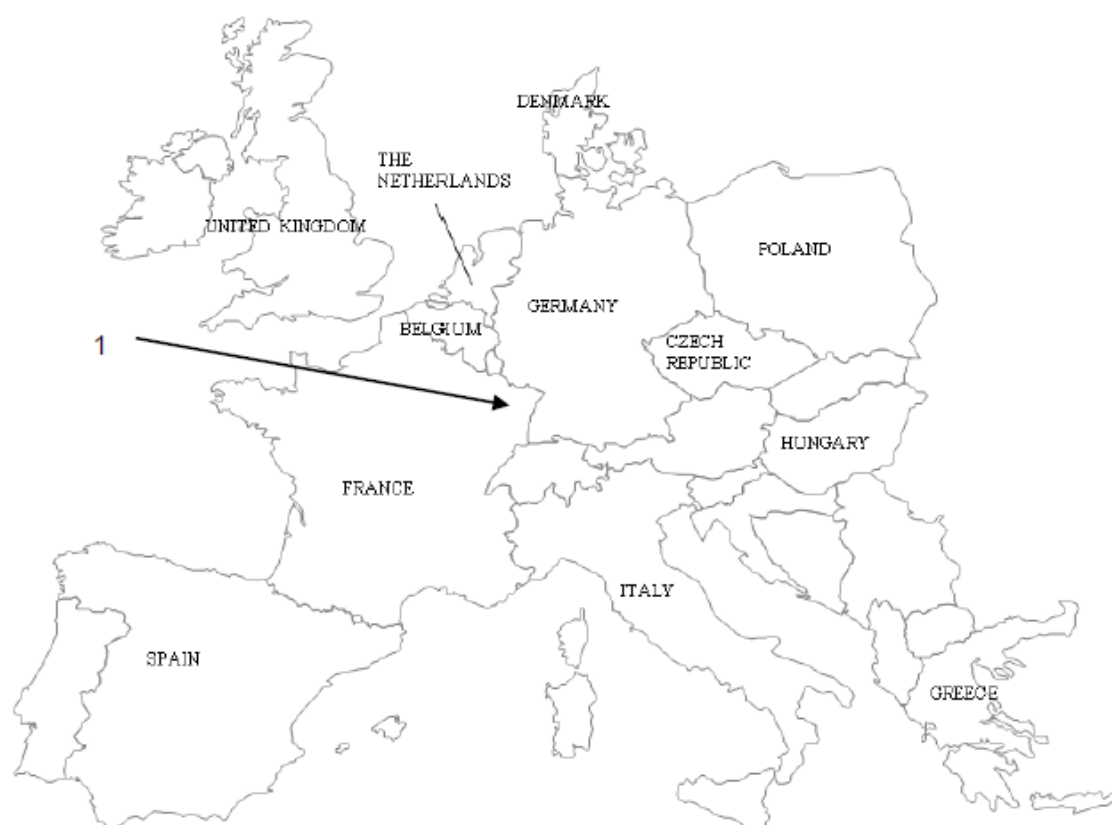 DENMARK
THE
NETHERLANDS
UNITED KINGDOM
POLAND
GERMANY
BELGIUM
1
CZECH
REPUBLIC
HUNGARY
FRANCE
ITALY
SPAIN
GREECE